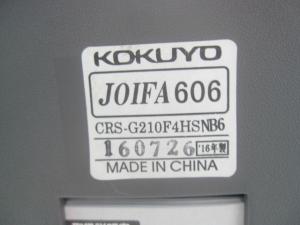 KOKUYO
JOIFA 606
CRS-G210F4HSNB6
160726 '16年製
MADE IN CHINA